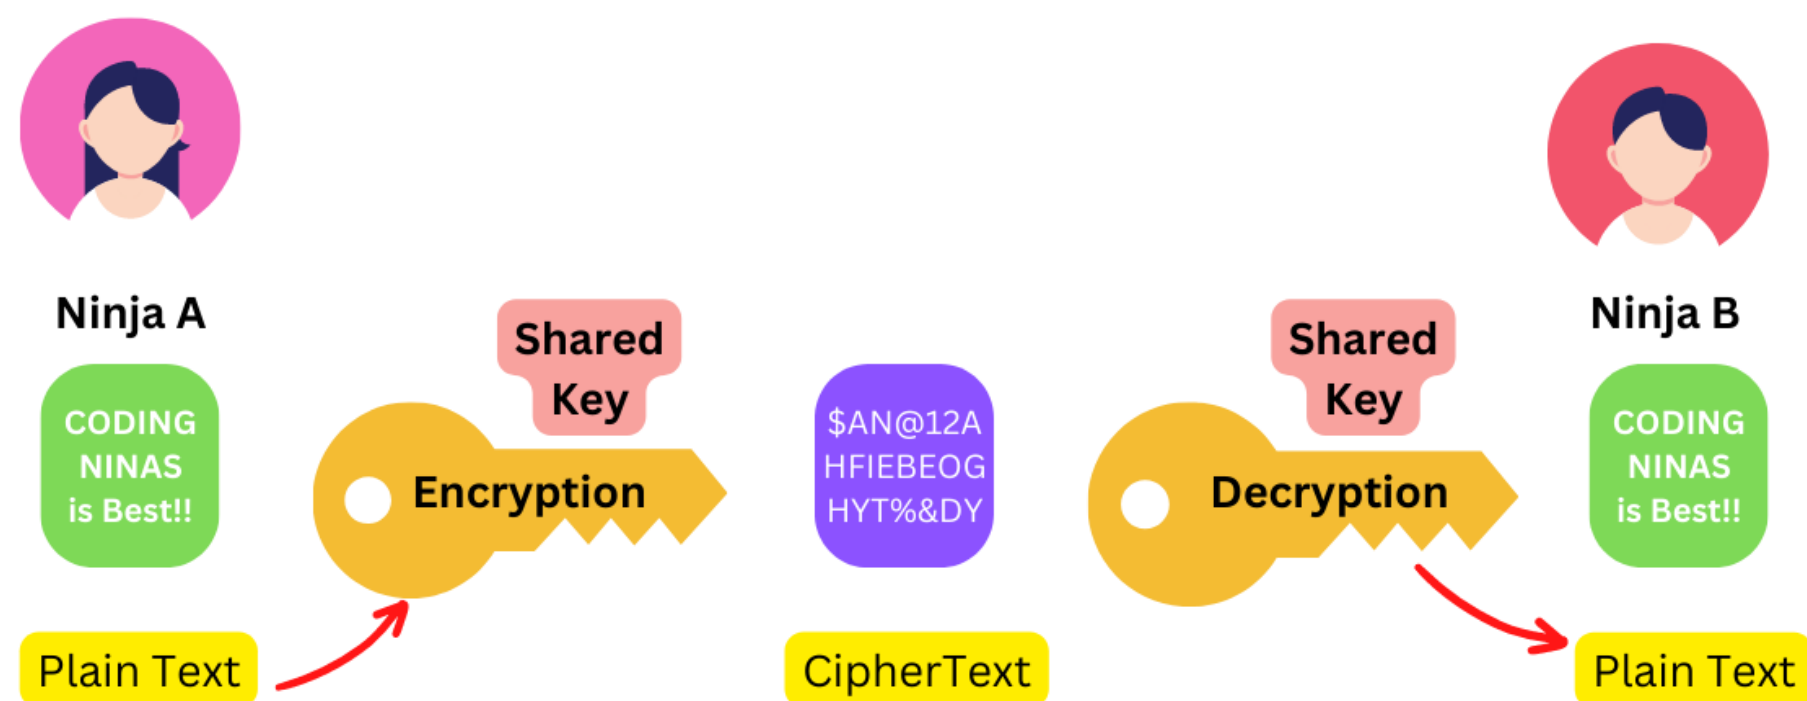 Ninja A
Ninja B
Shared
Key
Shared
Key
CODING
NINAS
is Best!!
Encryption
$AN@12A
HFIEBEOG
HYT%&DY
Decryption
CODING
NINAS
is Best!!
Plain Text
CipherText
Plain Text